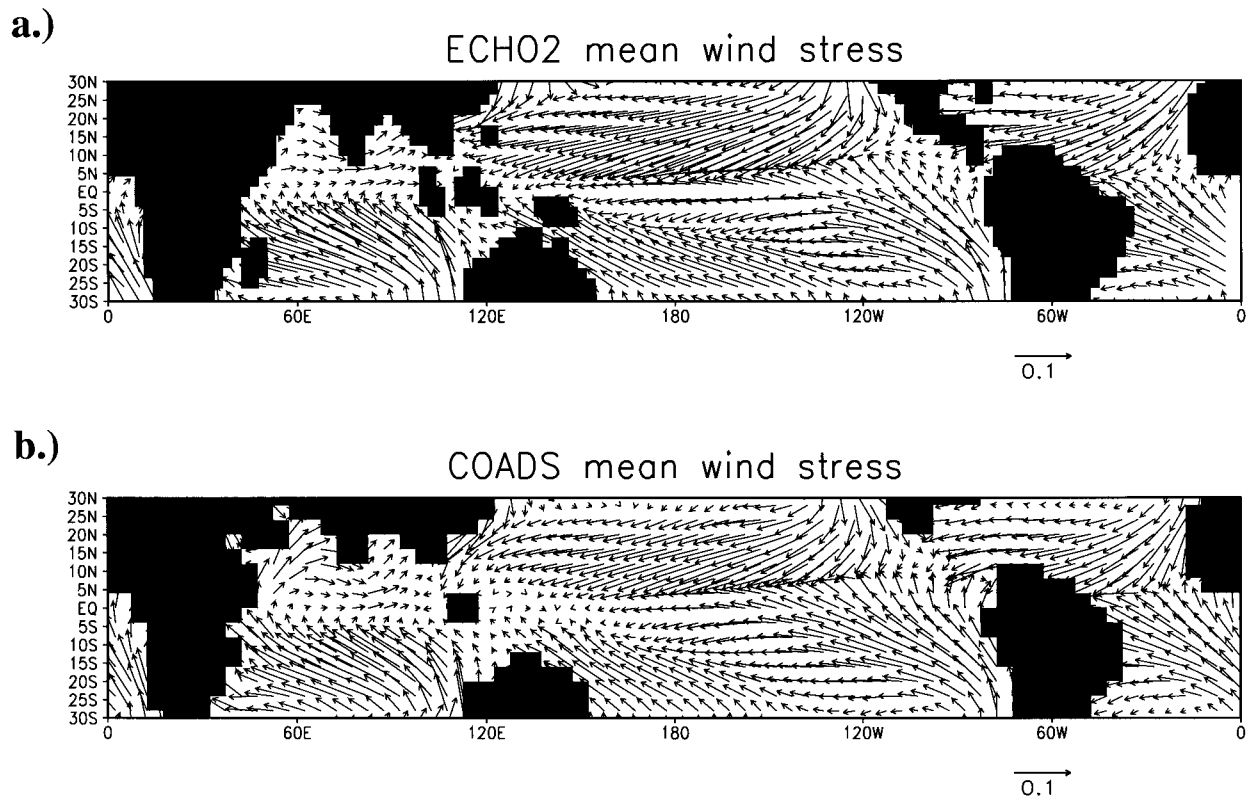 a.)
ECHO2 mean wind stress
30N
25N
20N
15N
10N
5N
EQ
5S
10S
15S
20S
25S
30S
0 60E 120E 180 120W 60W 0
0.1
b.)
COADS mean wind stress
30N
25N
20N
15N
10N
5N
EQ
5S
10S
15S
20S
25S
30S
0 60E 120E 180 120W 60W 0
0.1